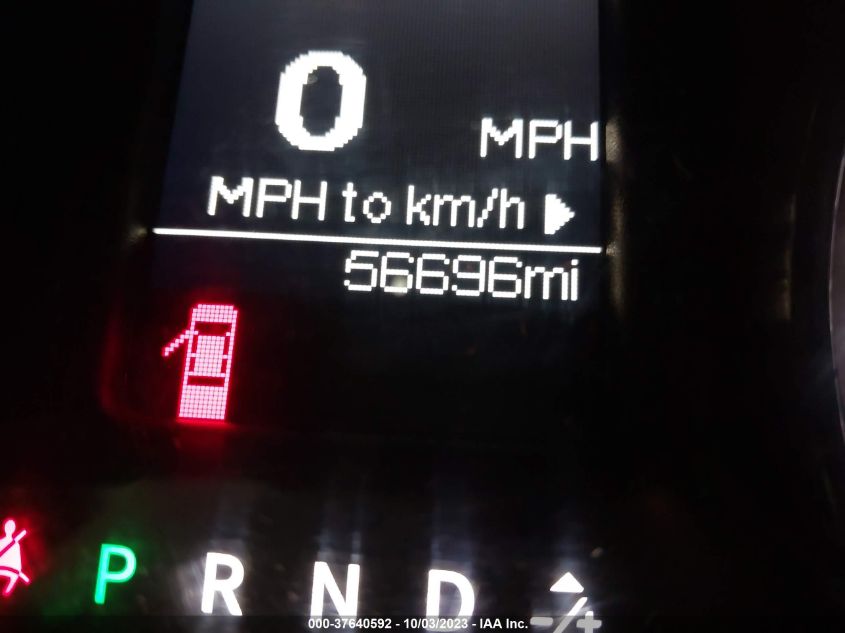 0
MPH
MPH to km/h
56696mi
P R N D -/+
000-37640592 - 10/03/2023 - IAA Inc.